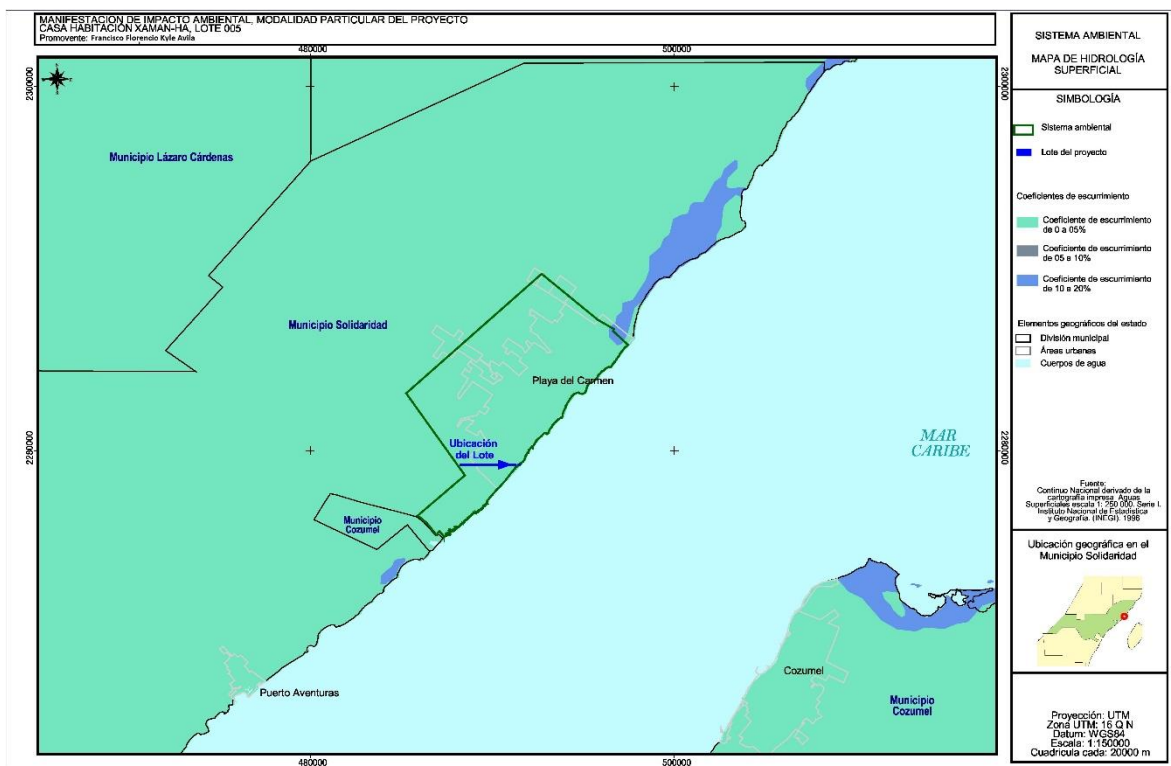 MANIFESTACIÓN DE IMPACTO AMBIENTAL, MODALIDAD PARTICULAR DEL PROYECTO
CASA HABITACIÓN XAMAN-HA, LOTE 005
Promovente: Francisco Florencio Kyle Avila
480000
500000
2300000
2300000
Municipio Lázaro Cárdenas
Municipio Solidaridad
Playa del Carmen
Ubicación
del Lote
2280000
2280000
MAR
CARIBE
Municipio
Cozumel
Puerto Aventuras
Cozumel
Municipio
Cozumel
480000
500000
SISTEMA AMBIENTAL
MAPA DE HIDROLOGÍA
SUPERFICIAL
SIMBOLOGÍA
Sistema ambiental
Lote del proyecto
Coeficientes de escurrimiento
Coeficiente de escurrimiento
de 0 a 05%
Coeficiente de escurrimiento
de 05 a 10%
Coeficiente de escurrimiento
de 10 a 20%
Elementos geográficos del estado
División municipal
Áreas urbanas
Cuerpos de agua
Fuente:
Continuo Nacional derivado de la
cartografía impresa Aguas
Superficiales escala 1: 250 000. Serie I.
Instituto Nacional de Estadística
y Geografía. (INEGI). 1998
Ubicación geográfica en el
Municipio Solidaridad
Proyección: UTM
Zona UTM: 16 Q N
Datum: WGS84
Escala: 1:150000
Cuadrícula cada: 20000 m